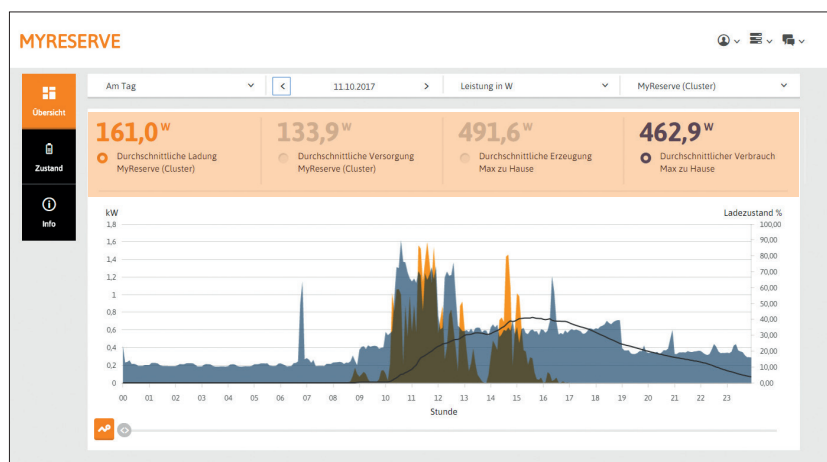 MYRESERVE
Am Tag
11.10.2017
Leistung in W
MyReserve (Cluster)
Übersicht
Zustand
Info
161,0 W
Durchschnittliche Ladung
MyReserve (Cluster)
133,9 W
Durchschnittliche Versorgung
MyReserve (Cluster)
491,6 W
Durchschnittliche Erzeugung
Max zu Hause
462,9 W
Durchschnittlicher Verbrauch
Max zu Hause
kW
Ladezustand %
1,8
1,6
1,4
1,2
1
0,8
0,6
0,4
0,2
0
100,00
90,00
80,00
70,00
60,00
50,00
40,00
30,00
20,00
10,00
0,00
00 01 02 03 04 05 06 07 08 09 10 11 12 13 14 15 16 17 18 19 20 21 22 23
Stunde